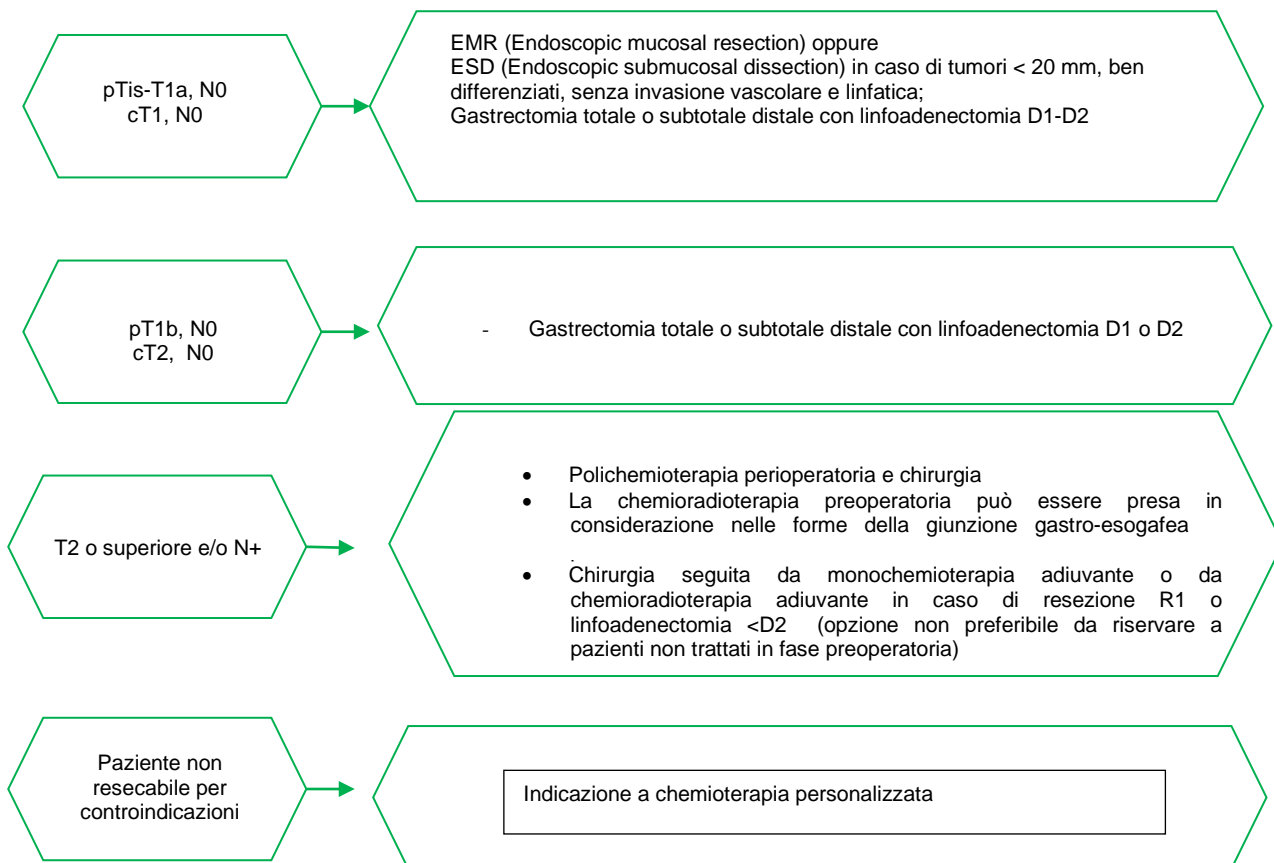 pTis-T1a, N0
cT1, N0
EMR (Endoscopic mucosal resection) oppure
ESD (Endoscopic submucosal dissection) in caso di tumori < 20 mm, ben
differenziati, senza invasione vascolare e linfatica;
Gastrectomia totale o subtotale distale con linfoadenectomia D1-D2
pT1b, N0
cT2, N0
- Gastrectomia totale o subtotale distale con linfoadenectomia D1 o D2
T2 o superiore e/o N+
• Polichemioterapia perioperatoria e chirurgia
• La chemioradioterapia preoperatoria può essere presa in
considerazione nelle forme della giunzione gastro-esogafea
.
• Chirurgia seguita da monochemioterapia adiuvante o da
chemioradioterapia adiuvante in caso di resezione R1 o
linfoadenectomia <D2 (opzione non preferibile da riservare a
pazienti non trattati in fase preoperatoria)
Paziente non
resecabile per
controindicazioni
Indicazione a chemioterapia personalizzata